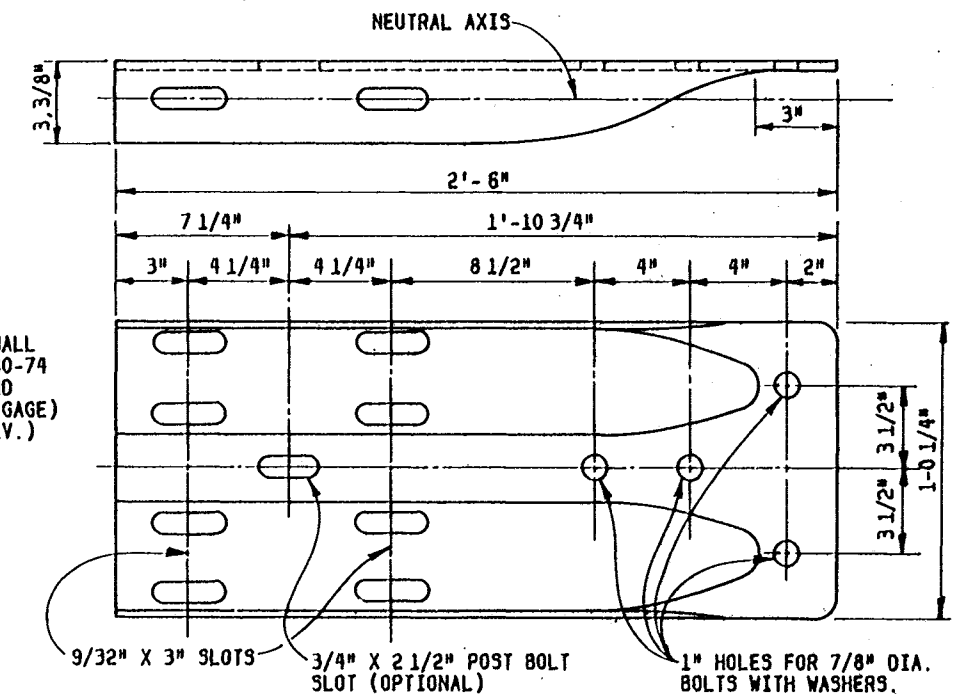 NEUTRAL AXIS
3,3/8"
3"
2'-6"
7 1/4"
1'-10 3/4"
3"
4 1/4"
4 1/4"
8 1/2"
4"
4"
2"
ALL
0-74
D
GAGE)
V.)
3 1/2"
3 1/2"
1-0 1/4"
9/32" X 3" SLOTS
3/4" X 2 1/2" POST BOLT
SLOT (OPTIONAL)
1" HOLES FOR 7/8" DIA.
BOLTS WITH WASHERS.